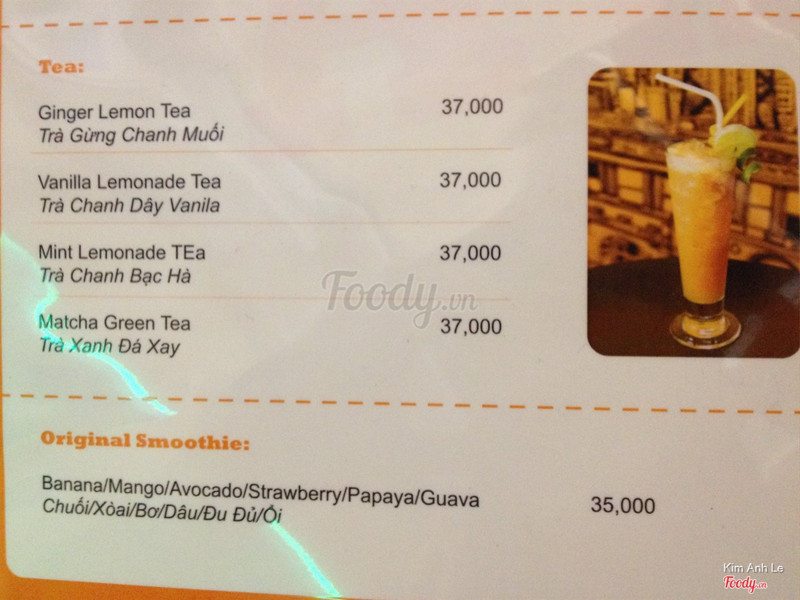 Tea:
Ginger Lemon Tea 37,000
Trà Gừng Chanh Muối
Vanilla Lemonade Tea 37,000
Trà Chanh Dây Vanila
Mint Lemonade TEa 37,000
Trà Chanh Bạc Hà
Foody.vn
Matcha Green Tea 37,000
Trà Xanh Đá Xay
Original Smoothie:
Banana/Mango/Avocado/Strawberry/Papaya/Guava 35,000
Chuối/Xòai/Bơ/Dâu/Đu Đủ/Ổi
Kim Anh Le
Foody.vn